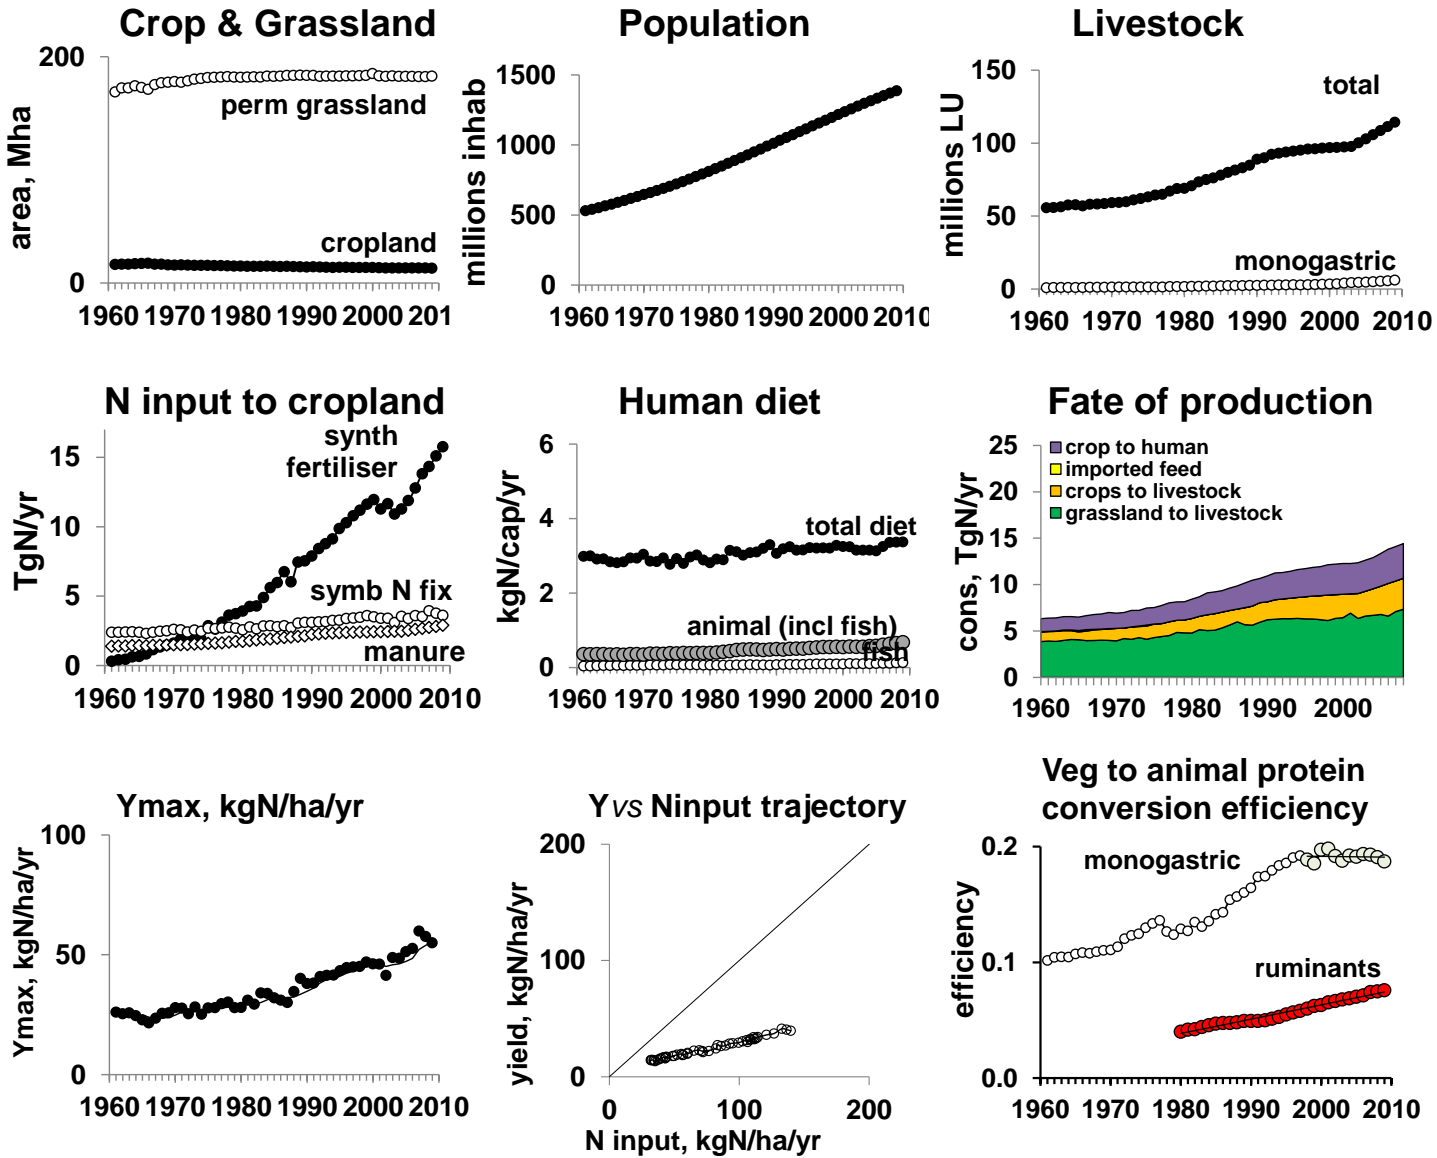 Crop & Grassland
200
0
area, Mha
perm grassland
cropland
1960 1970 1980 1990 2000 201
Population
1500
1000
500
0
millions inhab
1960 1970 1980 1990 2000 2010
Livestock
150
100
50
0
millions LU
total
monogastric
1960 1970 1980 1990 2000 2010
N input to cropland
15
10
5
0
TgN/yr
synth
fertiliser
symb N fix
manure
1960 1970 1980 1990 2000 2010
Human diet
6
4
2
0
kgN/cap/yr
total diet
animal (incl fish)
fish
1960 1970 1980 1990 2000 2010
Fate of production
25
20
15
10
5
0
cons, TgN/yr
crop to human
imported feed
crops to livestock
grassland to livestock
1960 1970 1980 1990 2000
Ymax, kgN/ha/yr
100
50
0
Ymax, kgN/ha/yr
1960 1970 1980 1990 2000 2010
Y vs Ninput trajectory
200
100
0
yield, kgN/ha/yr
0 100 200
N input, kgN/ha/yr
Veg to animal protein
conversion efficiency
0.2
0.1
0.0
efficiency
monogastric
ruminants
1960 1970 1980 1990 2000 2010